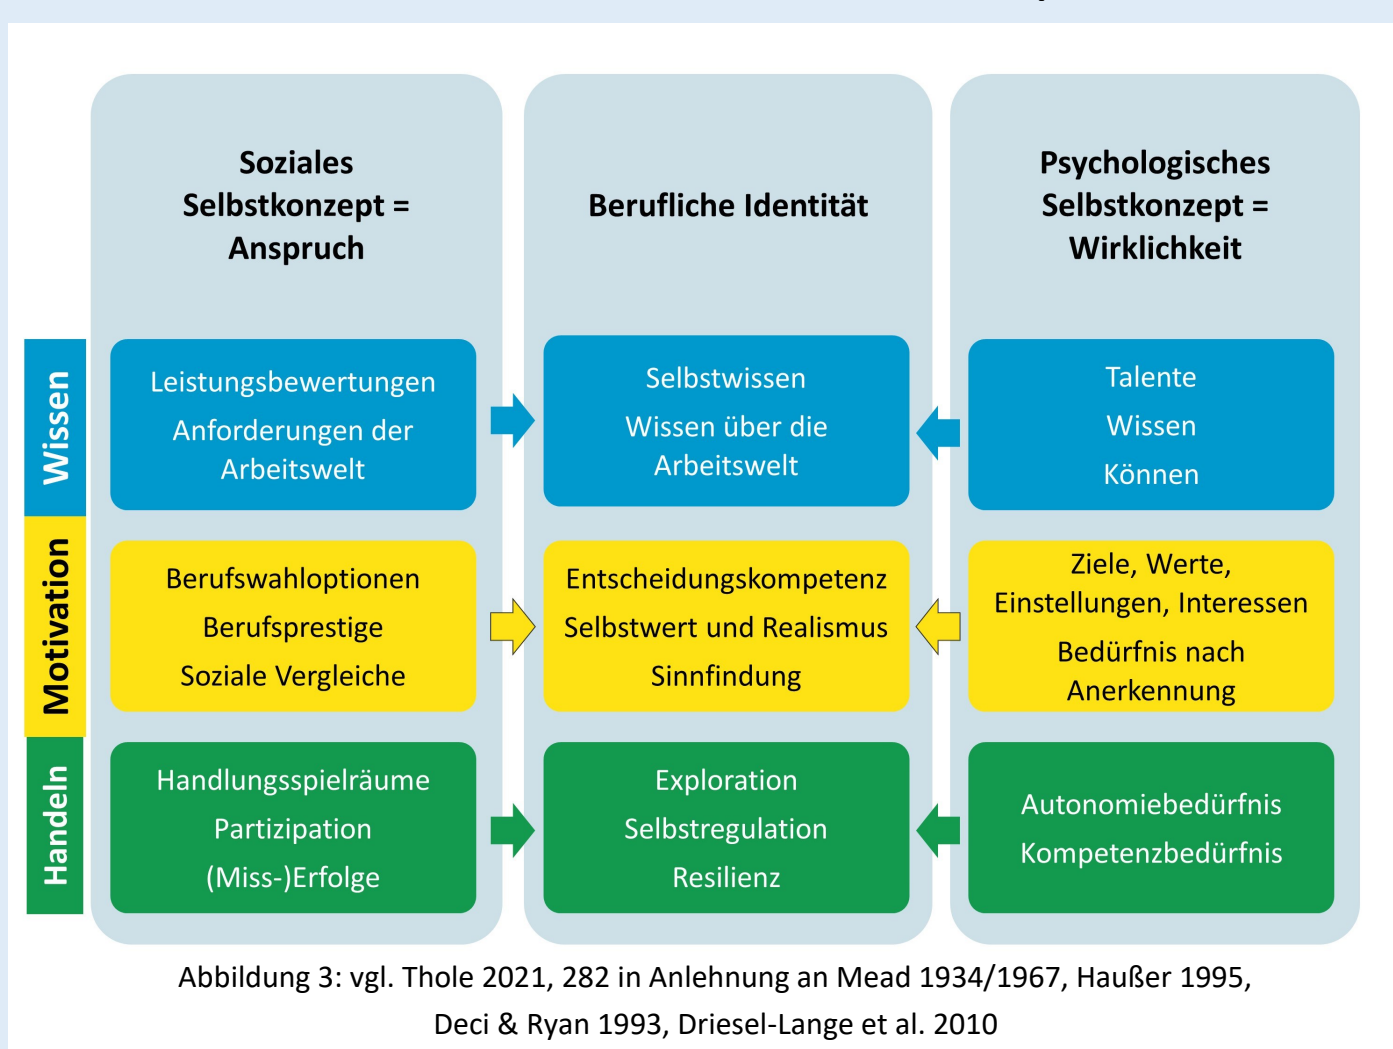 Soziales
Selbstkonzept =
Anspruch
Berufliche Identität
Psychologisches
Selbstkonzept =
Wirklichkeit
Wissen
Leistungsbewertungen
Anforderungen der
Arbeitswelt
Selbstwissen
Wissen über die
Arbeitswelt
Talente
Wissen
Können
Motivation
Berufswahloptionen
Berufsprestige
Soziale Vergleiche
Entscheidungskompetenz
Selbstwert und Realismus
Sinnfindung
Ziele, Werte,
Einstellungen, Interessen
Bedürfnis nach
Anerkennung
Handeln
Handlungsspielräume
Partizipation
(Miss-)Erfolge
Exploration
Selbstregulation
Resilienz
Autonomiebedürfnis
Kompetenzbedürfnis
Abbildung 3: vgl. Thole 2021, 282 in Anlehnung an Mead 1934/1967, Haußer 1995,
Deci & Ryan 1993, Driesel-Lange et al. 2010